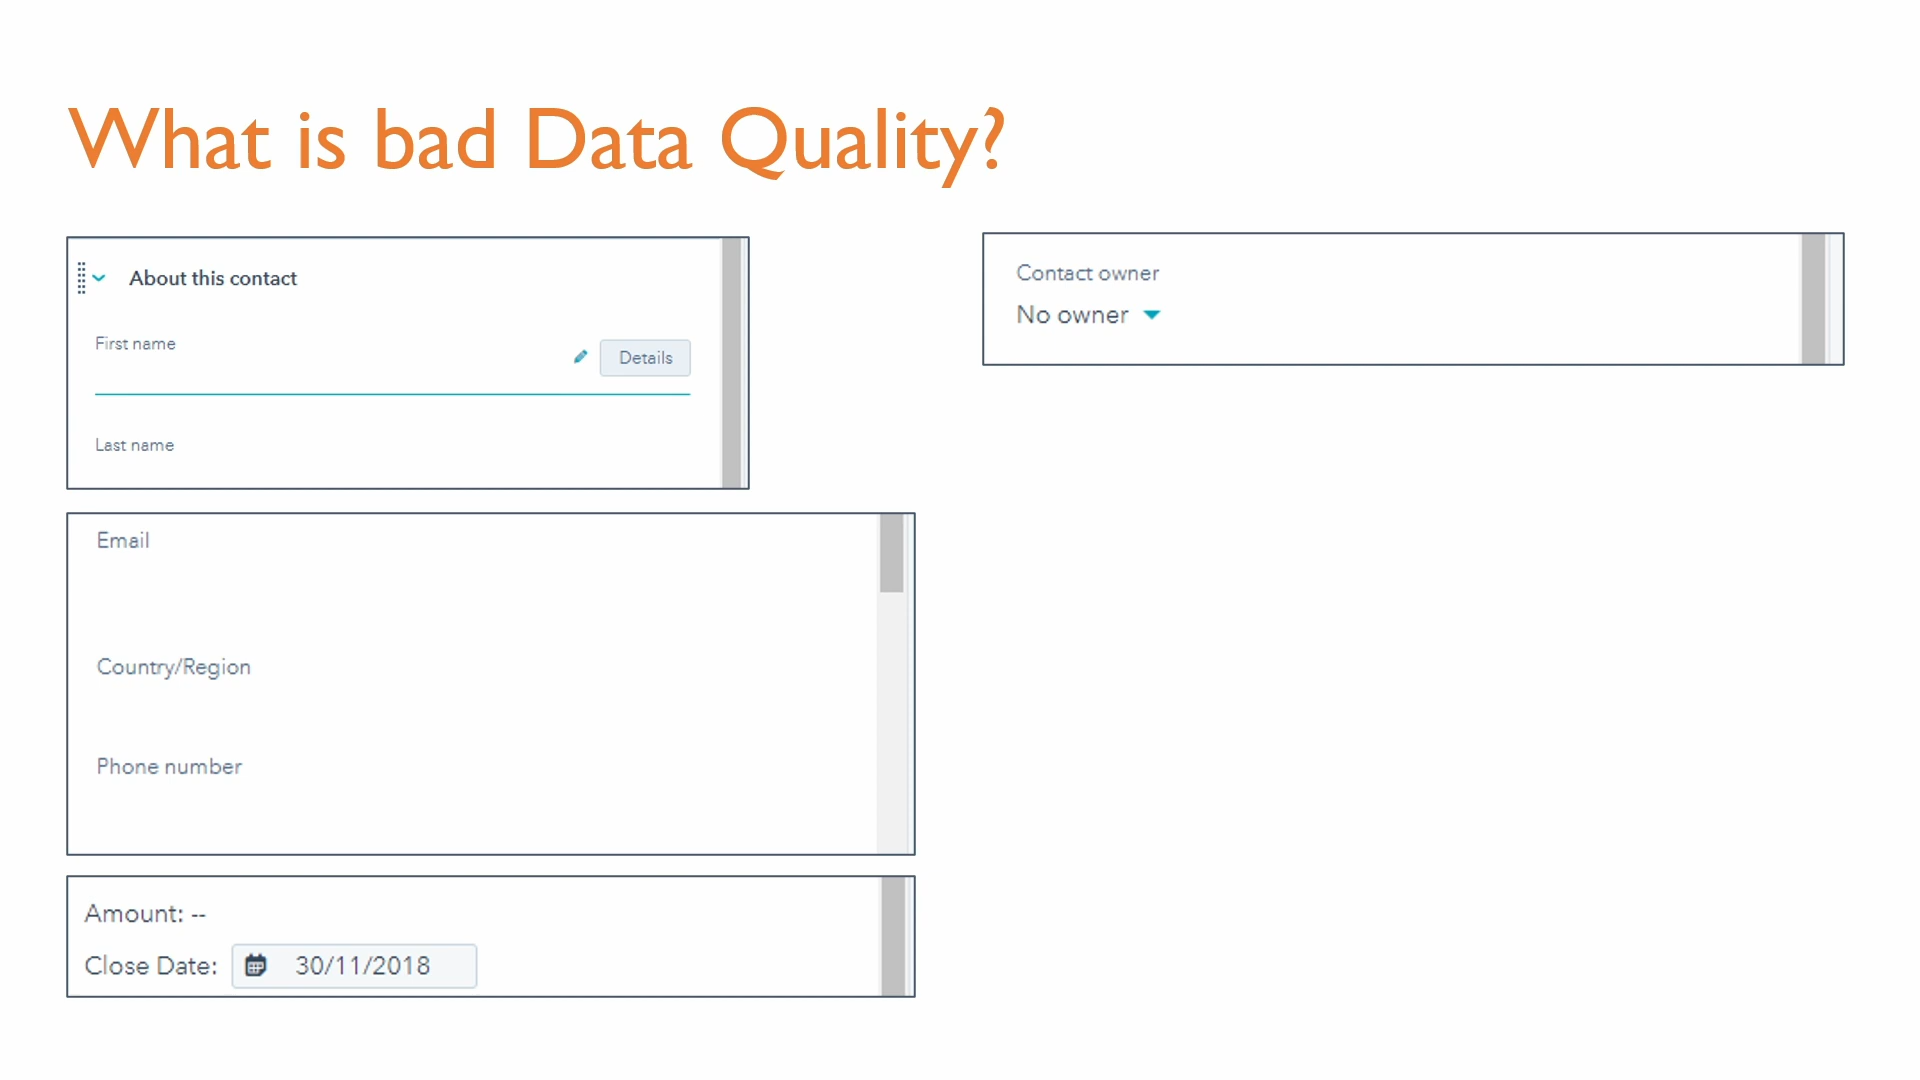 What is bad Data Quality?
About this contact
First name
Details
Last name
Email
Country/Region
Phone number
Amount: --
Close Date: 30/11/2018
Contact owner
No owner